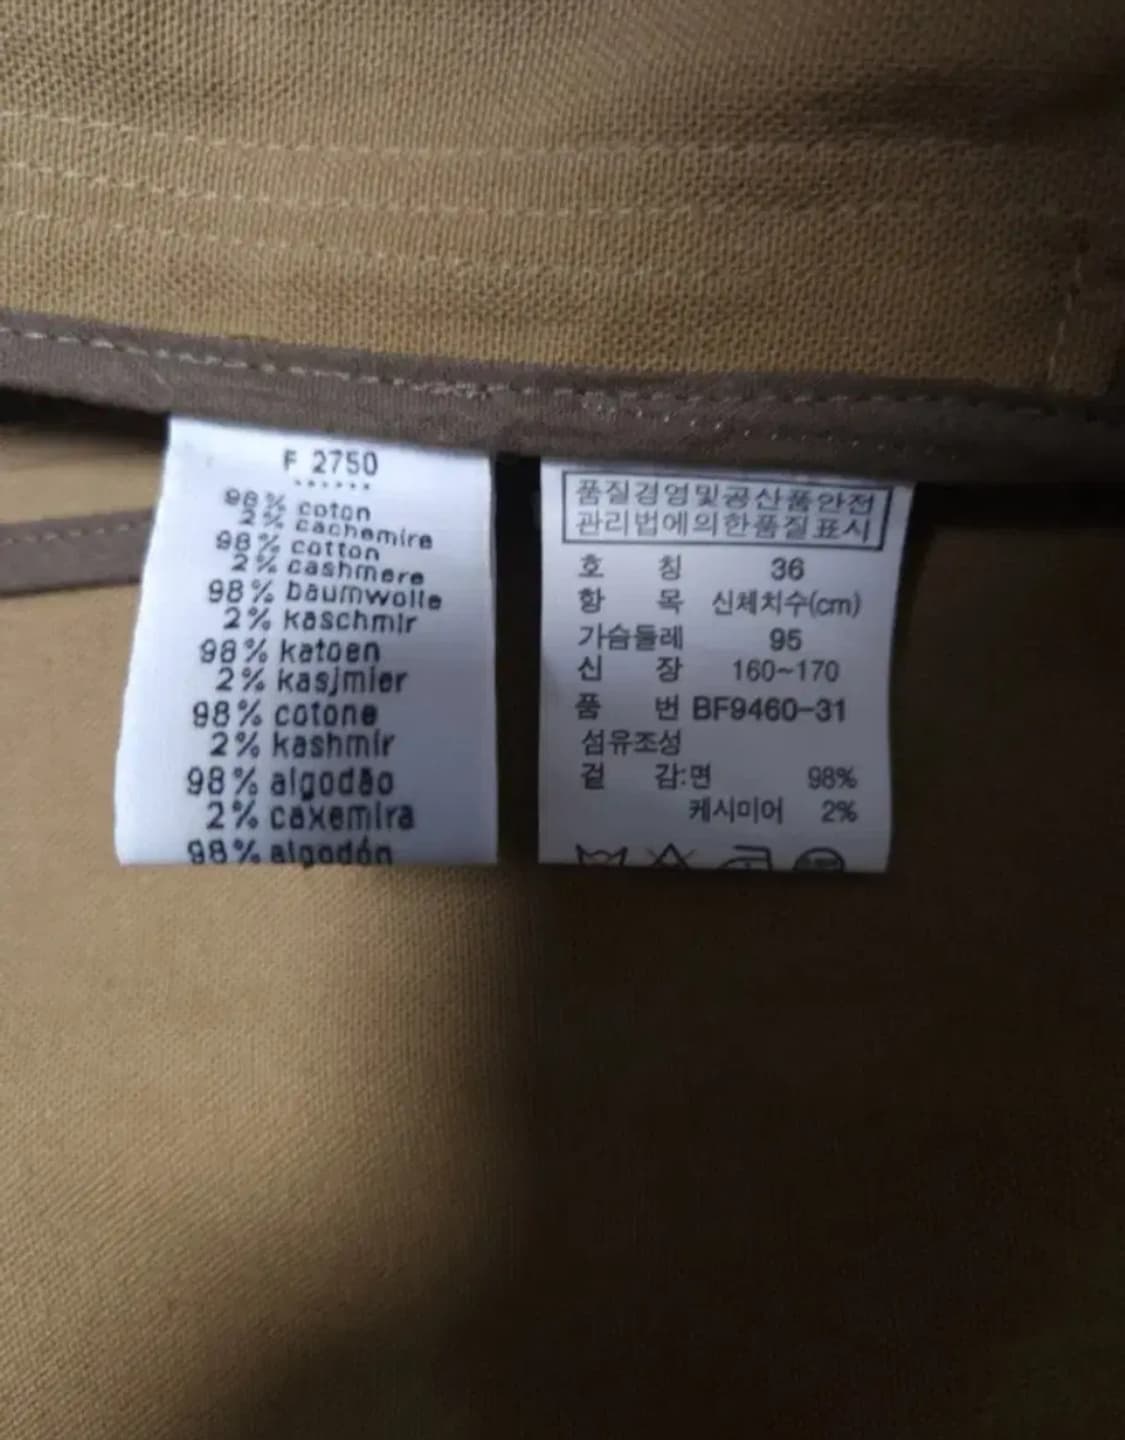 F 2750
98% coton
2% cachemire
98% cotton
2% cashmere
98% baumwolle
2% kaschmir
98% katoen
2% kasjmier
98% cotone
2% kashmir
98% algodão
2% caxemira
98% algodón
품질경영및공산품안전
관리법에의한품질표시
호 칭 36
항 목 신체치수(cm)
가슴둘레 95
신 장 160~170
품 번 BF9460-31
섬유조성
겉 감:면 98%
케시미어 2%